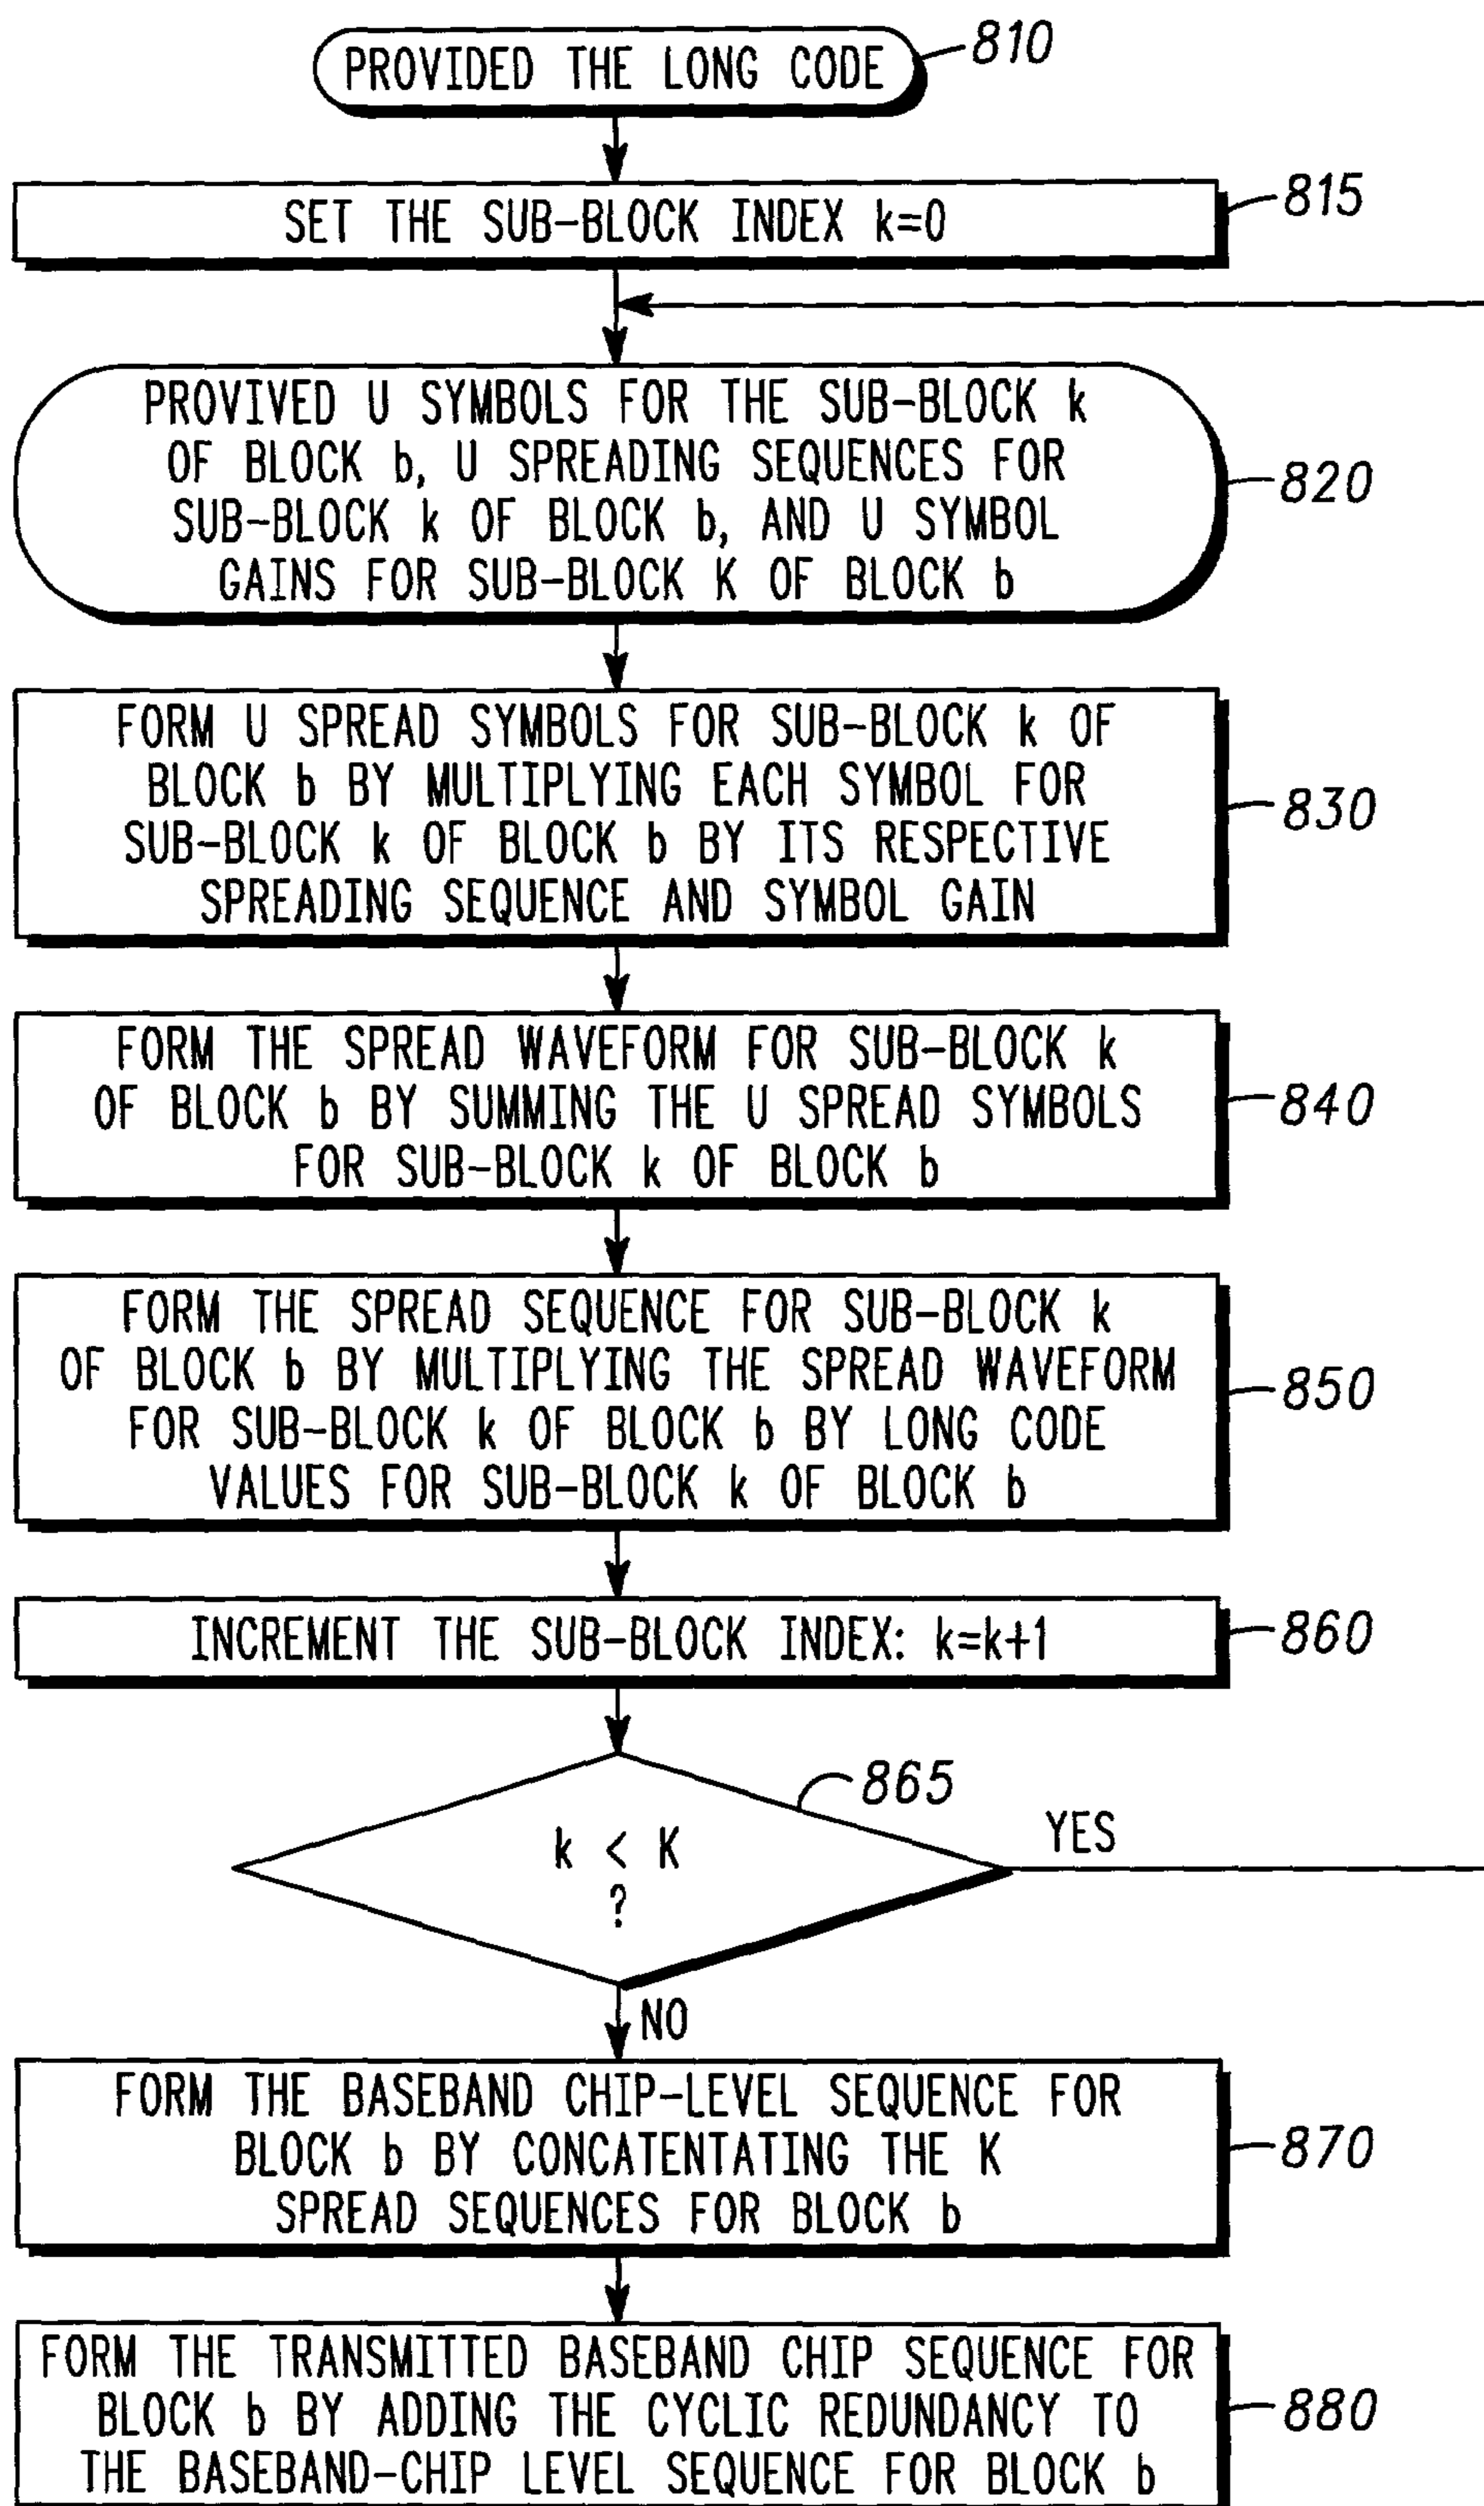 PROVIDED THE LONG CODE
810
SET THE SUB-BLOCK INDEX k=0
815
PROVIVED U SYMBOLS FOR THE SUB-BLOCK k
OF BLOCK b, U SPREADING SEQUENCES FOR
SUB-BLOCK k OF BLOCK b, AND U SYMBOL
GAINS FOR SUB-BLOCK K OF BLOCK b
820
FORM U SPREAD SYMBOLS FOR SUB-BLOCK k OF
BLOCK b BY MULTIPLYING EACH SYMBOL FOR
SUB-BLOCK k OF BLOCK b BY ITS RESPECTIVE
SPREADING SEQUENCE AND SYMBOL GAIN
830
FORM THE SPREAD WAVEFORM FOR SUB-BLOCK k
OF BLOCK b BY SUMMING THE U SPREAD SYMBOLS
FOR SUB-BLOCK k OF BLOCK b
840
FORM THE SPREAD SEQUENCE FOR SUB-BLOCK k
OF BLOCK b BY MULTIPLYING THE SPREAD WAVEFORM
FOR SUB-BLOCK k OF BLOCK b BY LONG CODE
VALUES FOR SUB-BLOCK k OF BLOCK b
850
INCREMENT THE SUB-BLOCK INDEX: k=k+1
860
865
k < K
?
YES
NO
FORM THE BASEBAND CHIP-LEVEL SEQUENCE FOR
BLOCK b BY CONCATENTATING THE K
SPREAD SEQUENCES FOR BLOCK b
870
FORM THE TRANSMITTED BASEBAND CHIP SEQUENCE FOR
BLOCK b BY ADDING THE CYCLIC REDUNDANCY TO
THE BASEBAND-CHIP LEVEL SEQUENCE FOR BLOCK b
880